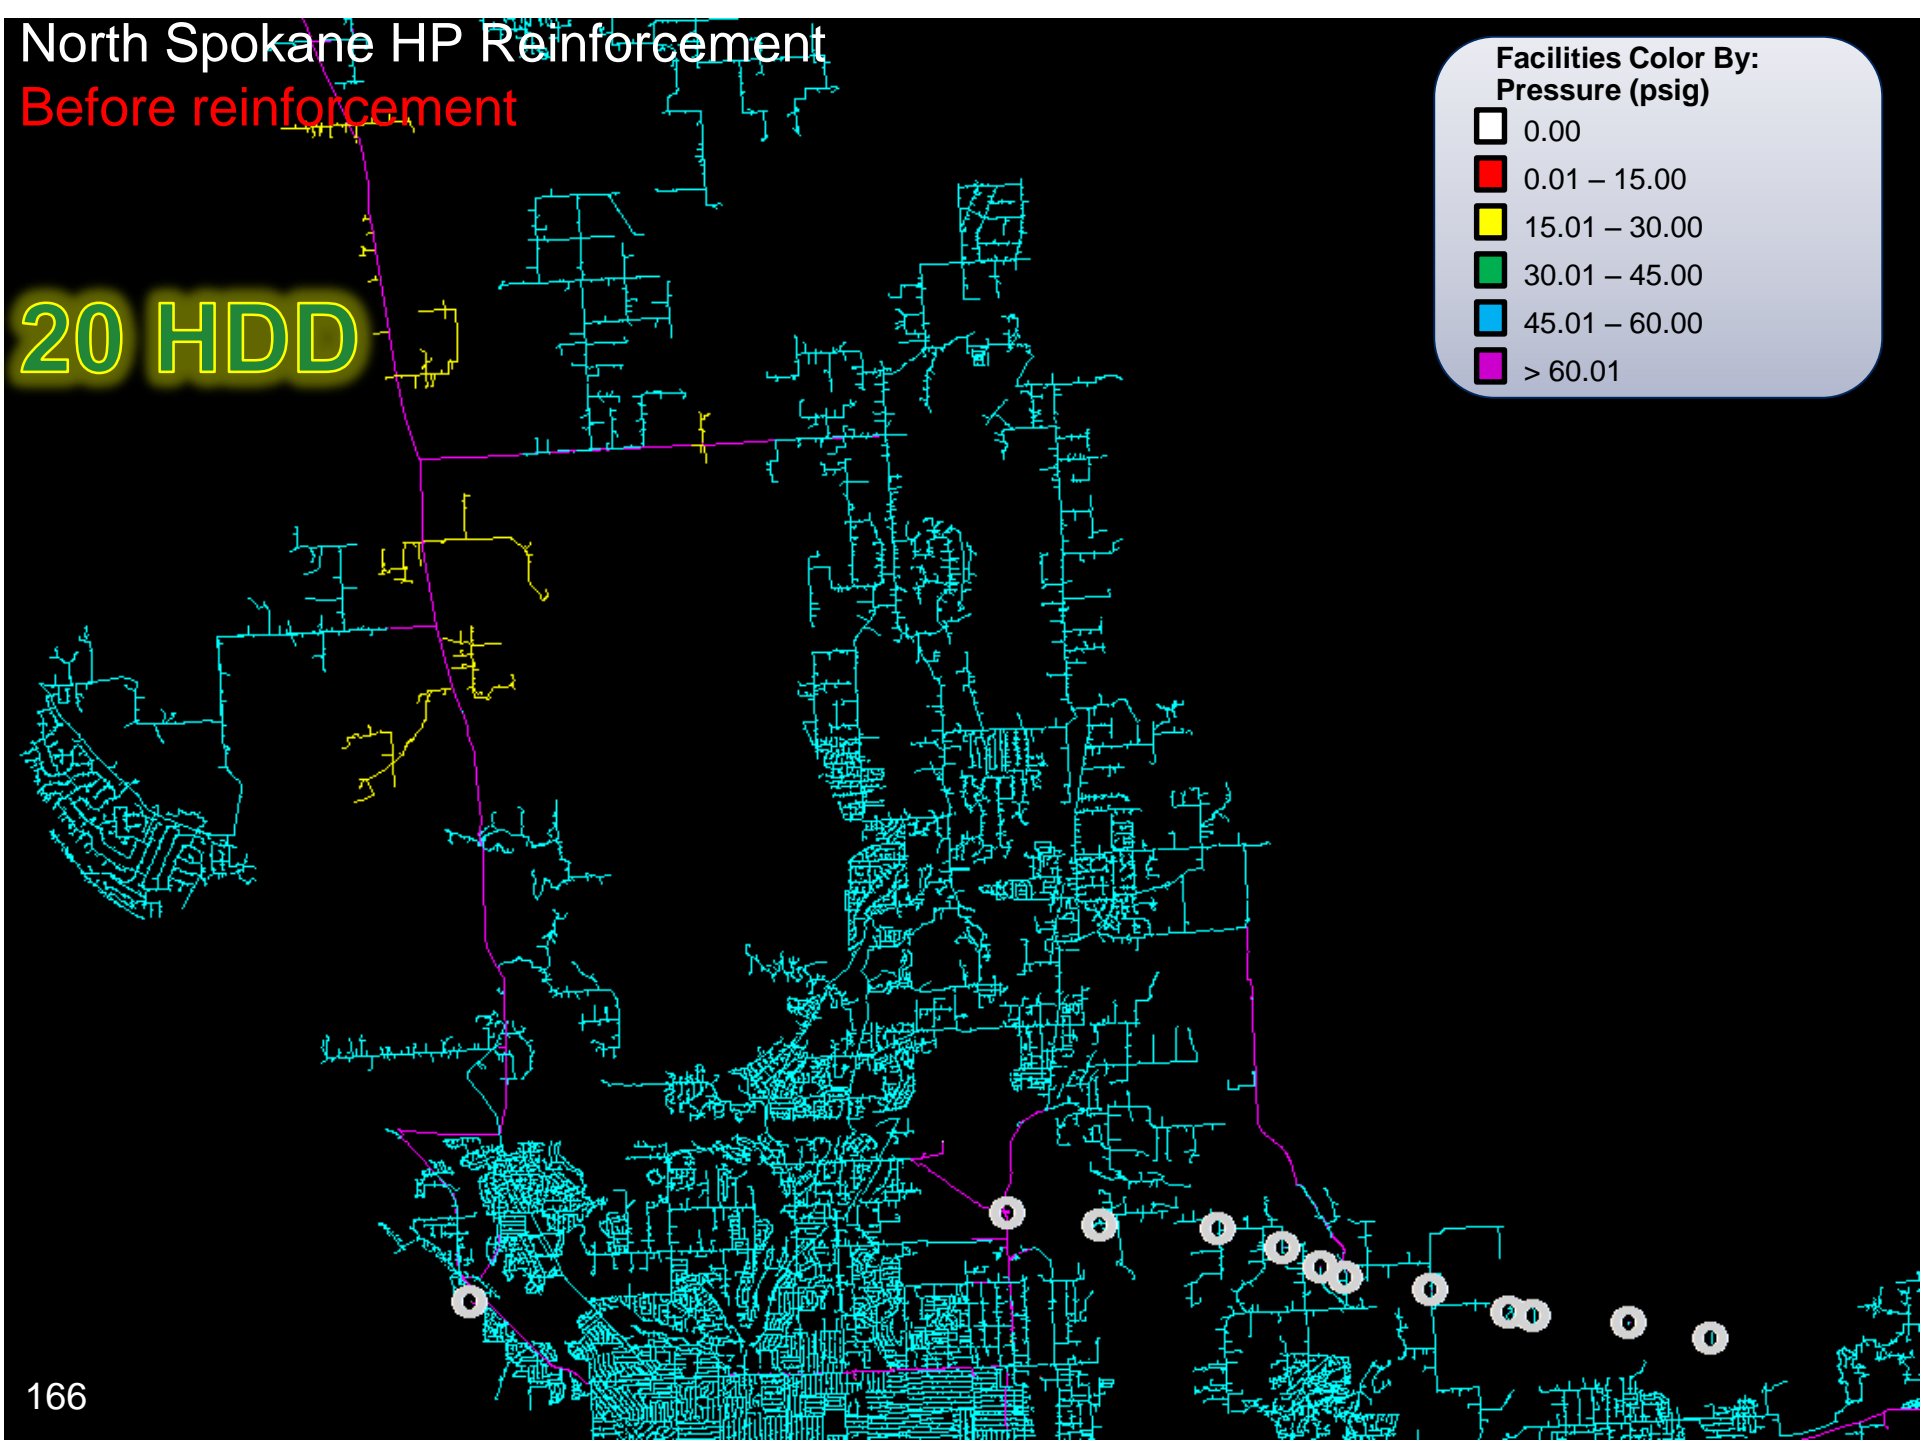 North Spokane HP Reinforcement
Before reinforcement
Facilities Color By:
Pressure (psig)
0.00
0.01 – 15.00
15.01 – 30.00
30.01 – 45.00
45.01 – 60.00
> 60.01
20 HDD
166